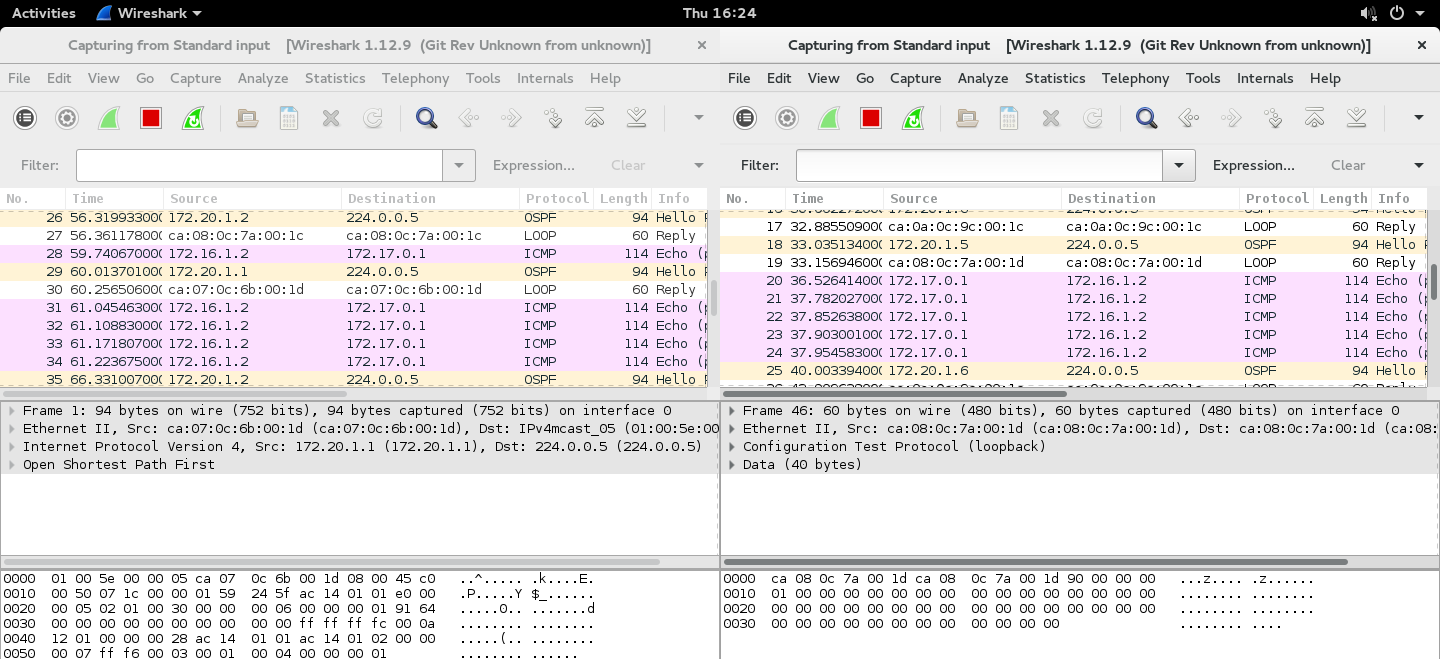 Activities Wireshark Thu 16:24
Capturing from Standard input [Wireshark 1.12.9 (Git Rev Unknown from unknown)] ×
File Edit View Go Capture Analyze Statistics Telephony Tools Internals Help
Filter: Expression... Clear
No. Time Source Destination Protocol Length Info
26 56.319933000 172.20.1.2 224.0.0.5 OSPF 94 Hello
27 56.361178000 ca:08:0c:7a:00:1c ca:08:0c:7a:00:1c LOOP 60 Reply
28 59.740670000 172.16.1.2 172.17.0.1 ICMP 114 Echo (p
29 60.013701000 172.20.1.1 224.0.0.5 OSPF 94 Hello
30 60.256506000 ca:07:0c:6b:00:1d ca:07:0c:6b:00:1d LOOP 60 Reply
31 61.045463000 172.16.1.2 172.17.0.1 ICMP 114 Echo (p
32 61.108830000 172.16.1.2 172.17.0.1 ICMP 114 Echo (p
33 61.171807000 172.16.1.2 172.17.0.1 ICMP 114 Echo (p
34 61.223675000 172.16.1.2 172.17.0.1 ICMP 114 Echo (p
35 66.331007000 172.20.1.2 224.0.0.5 OSPF 94 Hello
Frame 1: 94 bytes on wire (752 bits), 94 bytes captured (752 bits) on interface 0
Ethernet II, Src: ca:07:0c:6b:00:1d (ca:07:0c:6b:00:1d), Dst: IPv4mcast_05 (01:00:5e:00
Internet Protocol Version 4, Src: 172.20.1.1 (172.20.1.1), Dst: 224.0.0.5 (224.0.0.5)
Open Shortest Path First
0000 01 00 5e 00 00 05 ca 07 0c 6b 00 1d 08 00 45 c0 ..^..... .k....E.
0010 00 50 07 1c 00 00 01 59 24 5f ac 14 01 01 e0 00 .P.....Y $_......
0020 00 05 02 01 00 30 00 00 00 06 00 00 00 01 91 64 .....0.. .......d
0030 00 00 00 00 00 00 00 00 00 00 ff ff ff fc 00 0a ........ ........
0040 12 01 00 00 00 28 ac 14 01 01 ac 14 01 02 00 00 .....(.. ........
0050 00 07 ff f6 00 03 00 01 00 04 00 00 00 01 ........ ......
Capturing from Standard input [Wireshark 1.12.9 (Git Rev Unknown from unknown)] ×
File Edit View Go Capture Analyze Statistics Telephony Tools Internals Help
Filter: Expression... Clear
No. Time Source Destination Protocol Length Info
17 32.885509000 ca:0a:0c:9c:00:1c ca:0a:0c:9c:00:1c LOOP 60 Reply
18 33.035134000 172.20.1.5 224.0.0.5 OSPF 94 Hello
19 33.156946000 ca:08:0c:7a:00:1d ca:08:0c:7a:00:1d LOOP 60 Reply
20 36.526414000 172.17.0.1 172.16.1.2 ICMP 114 Echo (p
21 37.782027000 172.17.0.1 172.16.1.2 ICMP 114 Echo (p
22 37.852638000 172.17.0.1 172.16.1.2 ICMP 114 Echo (p
23 37.903001000 172.17.0.1 172.16.1.2 ICMP 114 Echo (p
24 37.954583000 172.17.0.1 172.16.1.2 ICMP 114 Echo (p
25 40.003394000 172.20.1.6 224.0.0.5 OSPF 94 Hello
Frame 46: 60 bytes on wire (480 bits), 60 bytes captured (480 bits) on interface 0
Ethernet II, Src: ca:08:0c:7a:00:1d (ca:08:0c:7a:00:1d), Dst: ca:08:0c:7a:00:1d (ca:08:
Configuration Test Protocol (loopback)
Data (40 bytes)
0000 ca 08 0c 7a 00 1d ca 08 0c 7a 00 1d 90 00 00 00 ...z.... .z......
0010 01 00 00 00 00 00 00 00 00 00 00 00 00 00 00 00 ........ ........
0020 00 00 00 00 00 00 00 00 00 00 00 00 00 00 00 00 ........ ........
0030 00 00 00 00 00 00 00 00 00 00 00 00 ........ ....